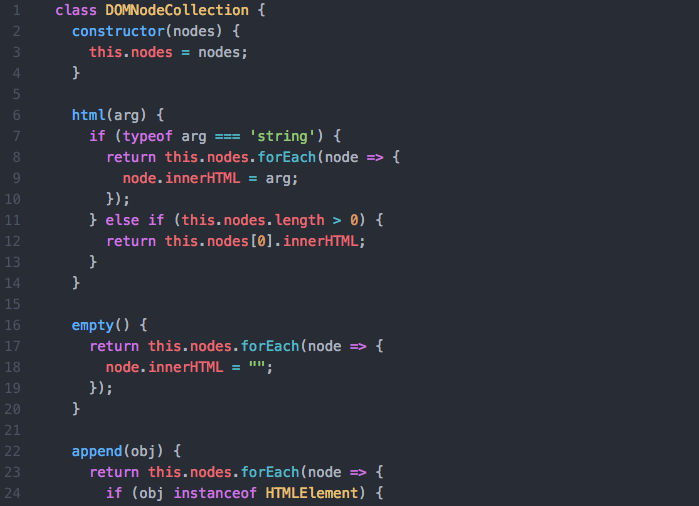 1 class DOMNodeCollection {
2 constructor(nodes) {
3 this.nodes = nodes;
4 }
5
6 html(arg) {
7 if (typeof arg === 'string') {
8 return this.nodes.forEach(node => {
9 node.innerHTML = arg;
10 });
11 } else if (this.nodes.length > 0) {
12 return this.nodes[0].innerHTML;
13 }
14 }
15
16 empty() {
17 return this.nodes.forEach(node => {
18 node.innerHTML = "";
19 });
20 }
21
22 append(obj) {
23 return this.nodes.forEach(node => {
24 if (obj instanceof HTMLElement) {